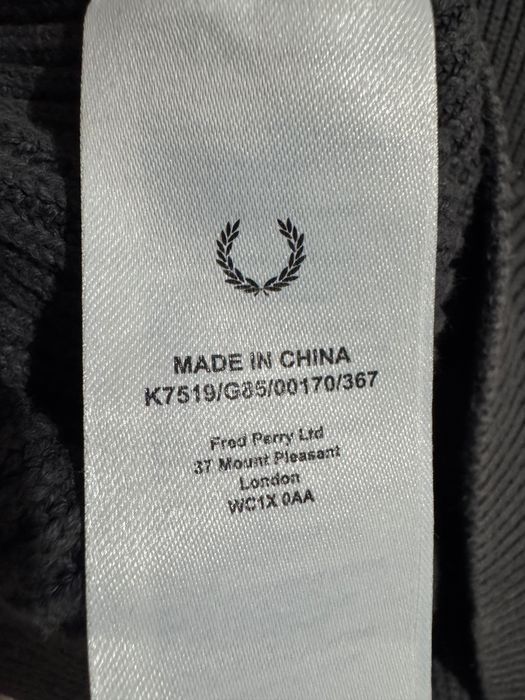 MADE IN CHINA
K7519/G85/00170/367
Fred Perry Ltd
37 Mount Pleasant
London
WC1X 0AA